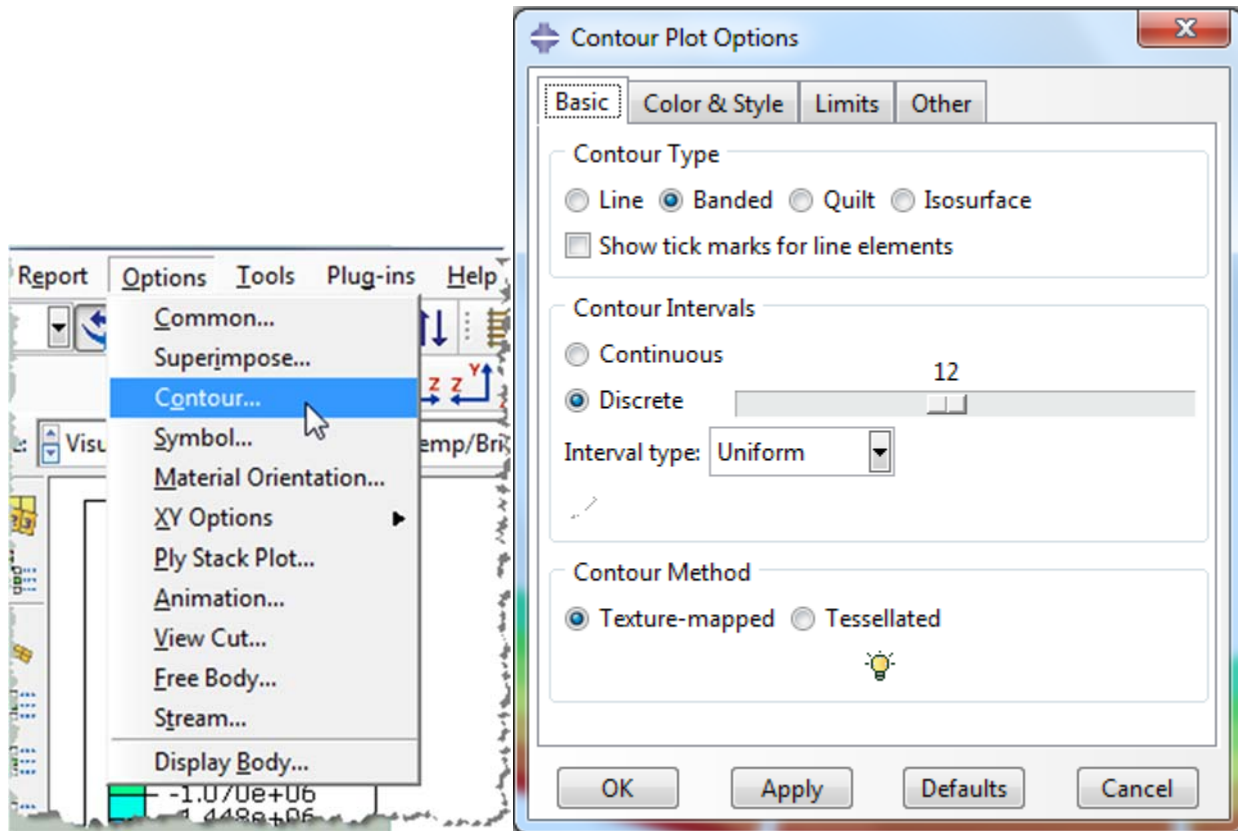 Report Options Tools Plug-ins Help
Common...
Superimpose...
Contour...
Symbol...
Material Orientation...
XY Options
Ply Stack Plot...
Animation...
View Cut...
Free Body...
Stream...
Display Body...
Z Z Y
Visu
emp/Bri
-1.070e+06
-1.448e+06
Contour Plot Options
Basic Color & Style Limits Other
Contour Type
Line Banded Quilt Isosurface
Show tick marks for line elements
Contour Intervals
Continuous
12
Discrete
Interval type: Uniform
Contour Method
Texture-mapped Tessellated
OK Apply Defaults Cancel